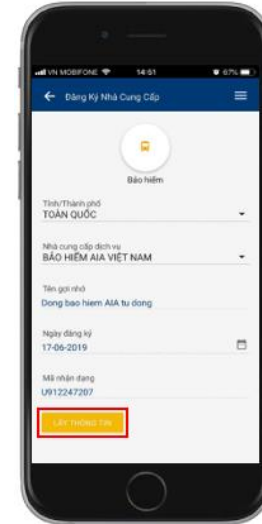 VN MOBIFONE 14:51 67%
Đăng Ký Nhà Cung Cấp
Bảo hiểm
Tỉnh/Thành phố
TOÀN QUỐC
Nhà cung cấp dịch vụ
BẢO HIỂM AIA VIỆT NAM
Tên gợi nhớ
Dong bao hiem AIA tu dong
Ngày đăng ký
17-06-2019
Mã nhận dạng
U912247207
LẤY THÔNG TIN